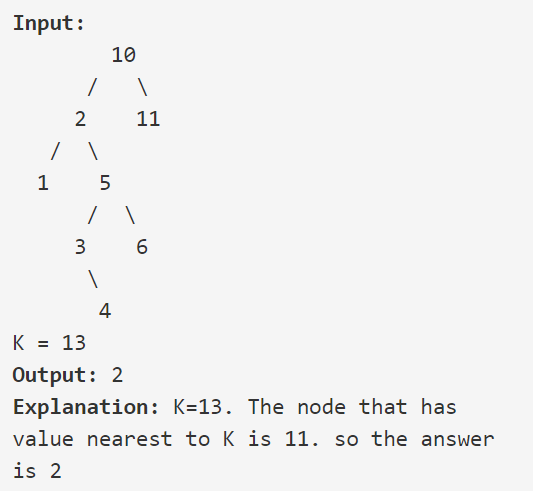 Input:
        10
      /   \
     2    11
   /  \
  1    5
      /  \
     3    6
      \
       4
K = 13
Output: 2
Explanation: K=13. The node that has
value nearest to K is 11. so the answer
is 2